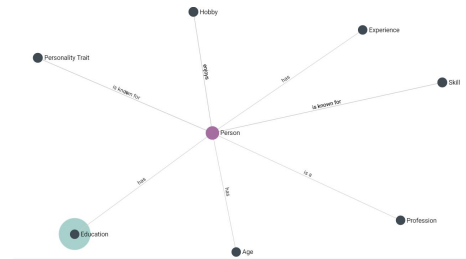 Hobby
Experience
Personality Trait
enjoys
has
Skill
is known for
is known for
Person
has
is it
has
Profession
Education
Age